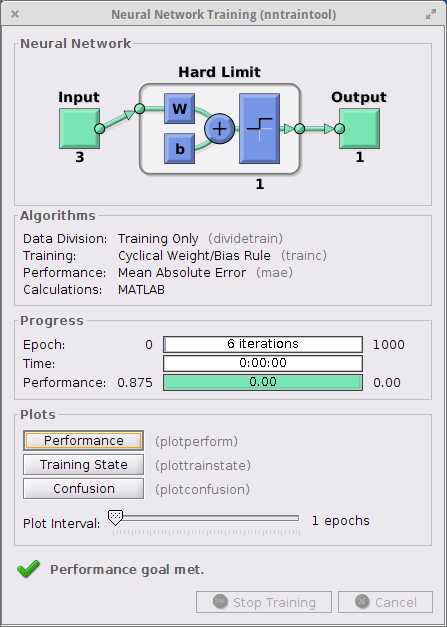 Neural Network Training (nntraintool)
Neural Network
Hard Limit
Input
Output
W
b
+
3
1
1
Algorithms
Data Division: Training Only (dividetrain)
Training: Cyclical Weight/Bias Rule (trainc)
Performance: Mean Absolute Error (mae)
Calculations: MATLAB
Progress
Epoch: 0 6 iterations 1000
Time: 0:00:00
Performance: 0.875 0.00 0.00
Plots
Performance (plotperform)
Training State (plottrainstate)
Confusion (plotconfusion)
Plot Interval: 1 epochs
Performance goal met.
Stop Training Cancel